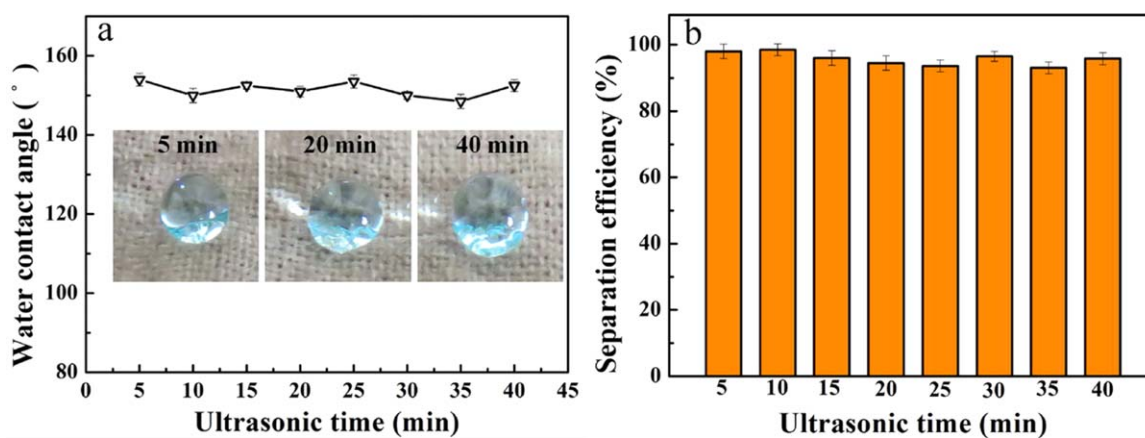 a
160
140
120
100
80
Water contact angle ( ° )
5 min
20 min
40 min
0 5 10 15 20 25 30 35 40 45
Ultrasonic time (min)
b
100
80
60
40
20
0
Separation efficiency (%)
5 10 15 20 25 30 35 40
Ultrasonic time (min)